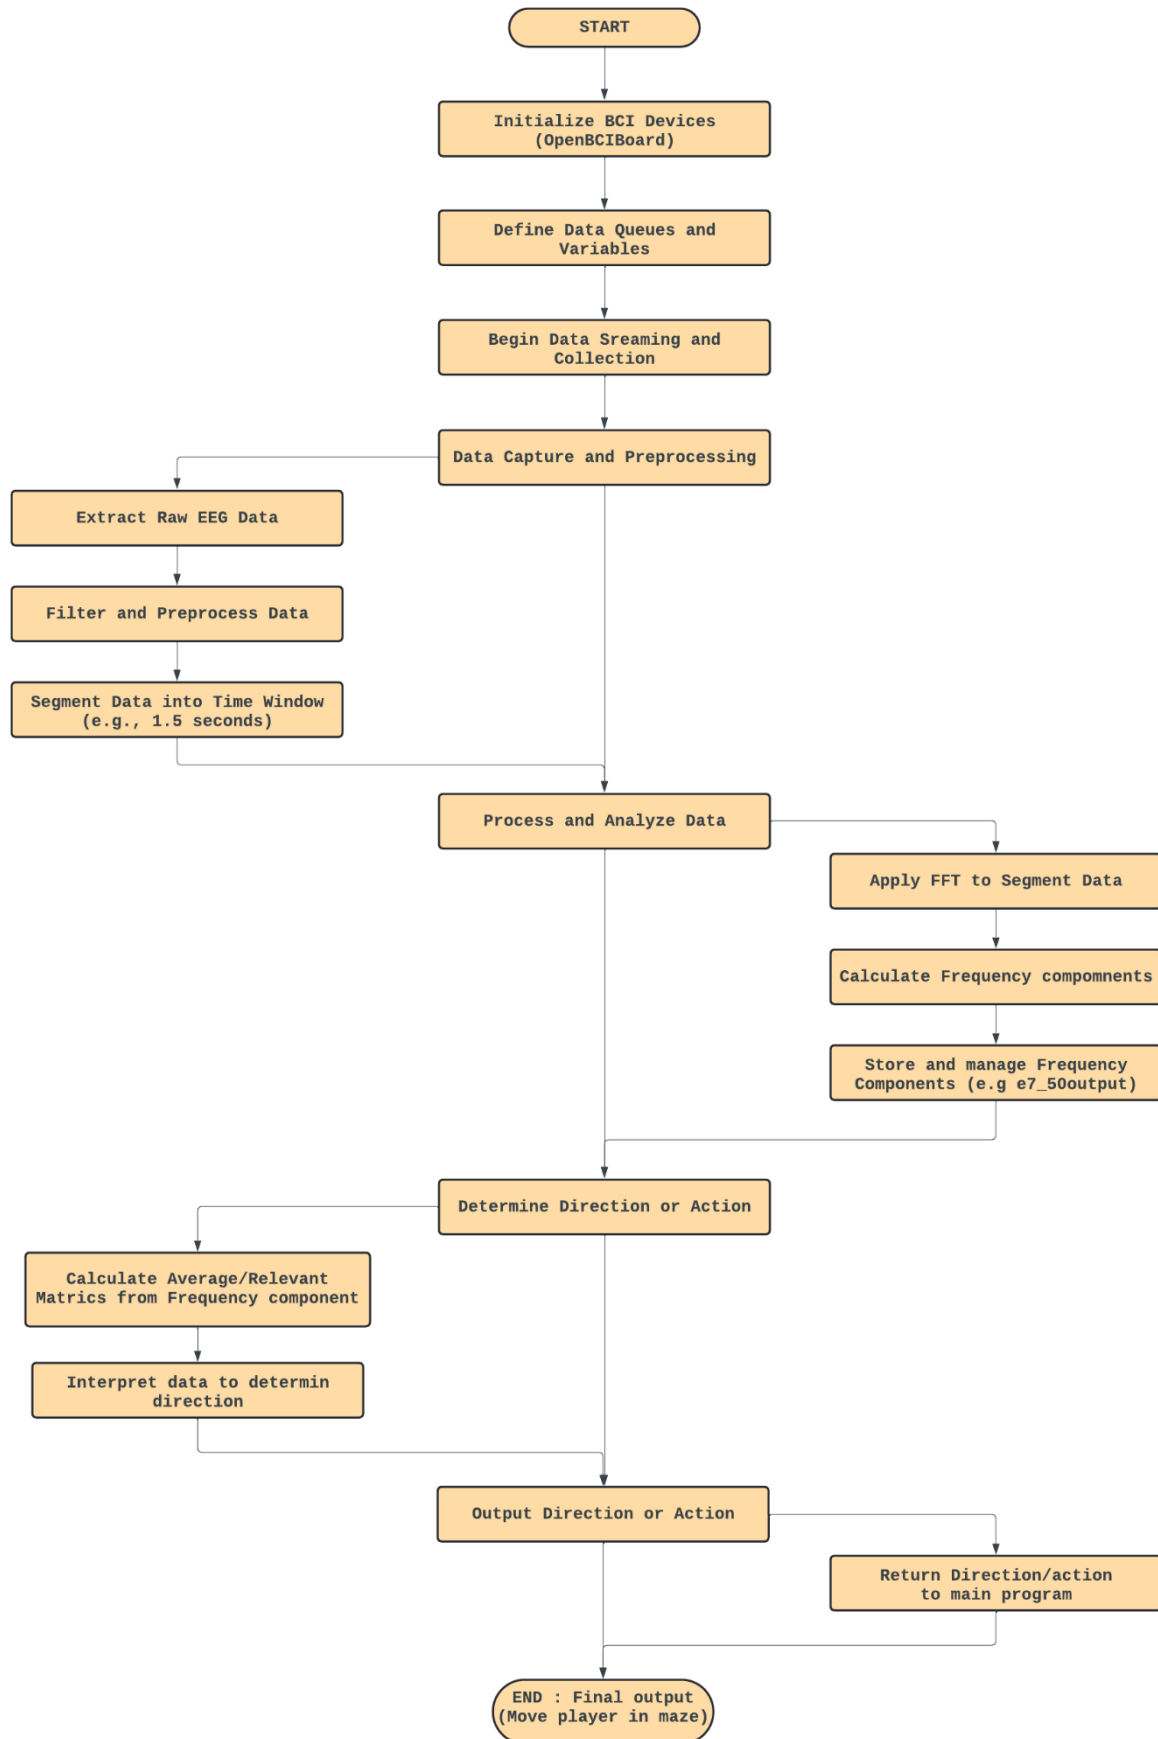 START
Initialize BCI Devices
(OpenBCIBoard)
Define Data Queues and
Variables
Begin Data Sreaming and
Collection
Data Capture and Preprocessing
Extract Raw EEG Data
Filter and Preprocess Data
Segment Data into Time Window
(e.g., 1.5 seconds)
Process and Analyze Data
Apply FFT to Segment Data
Calculate Frequency compomnents
Store and manage Frequency
Components (e.g e7_50output)
Determine Direction or Action
Calculate Average/Relevant
Matrics from Frequency component
Interpret data to determin
direction
Output Direction or Action
Return Direction/action
to main program
END : Final output
(Move player in maze)